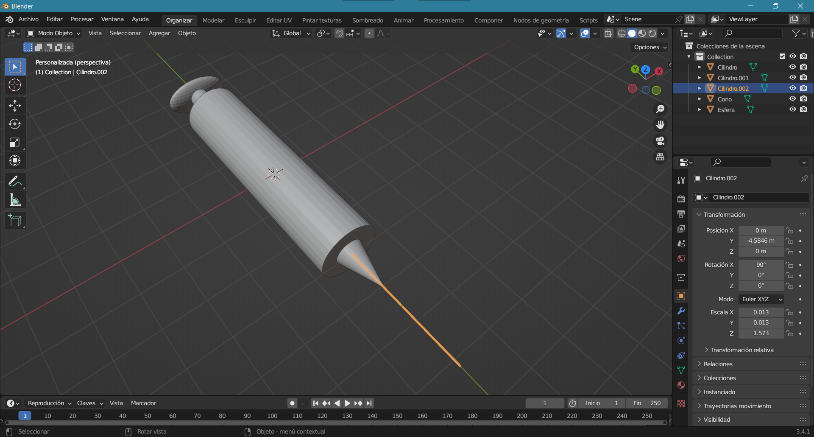 Blender
Archivo Editar Procesar Ventana Ayuda Organizar Modelar Esculpir Editar UV Pintar texturas Sombreado Animar Procesamiento Componer Nodos de geometría Scripts Scene ViewLayer
Modo Objeto Vista Seleccionar Agregar Objeto Global
Opciones
Personalizada (perspectiva)
(1) Collection | Cilindro.002
Y Z X
Colecciones de la escena
Collection
Cilindro
Cilindro.001
Cilindro.002
Cono
Esfera
Cilindro.002
Cilindro.002
Transformación
Posición X 0 m
Y -4.5846 m
Z 0 m
Rotación X 90°
Y 0°
Z 0°
Modo Euler XYZ
Escala X 0.013
Y 0.013
Z 1.573
Transformación relativa
Relaciones
Colecciones
Instanciado
Trayectorias movimiento
Visibilidad
Reproducción Claves Vista Marcador 1 Inicio 1 Fin 250
1 10 20 30 40 50 60 70 80 90 100 110 120 130 140 150 160 170 180 190 200 210 220 230 240 250
Seleccionar Rotar vista Objeto - menú contextual 3.4.1